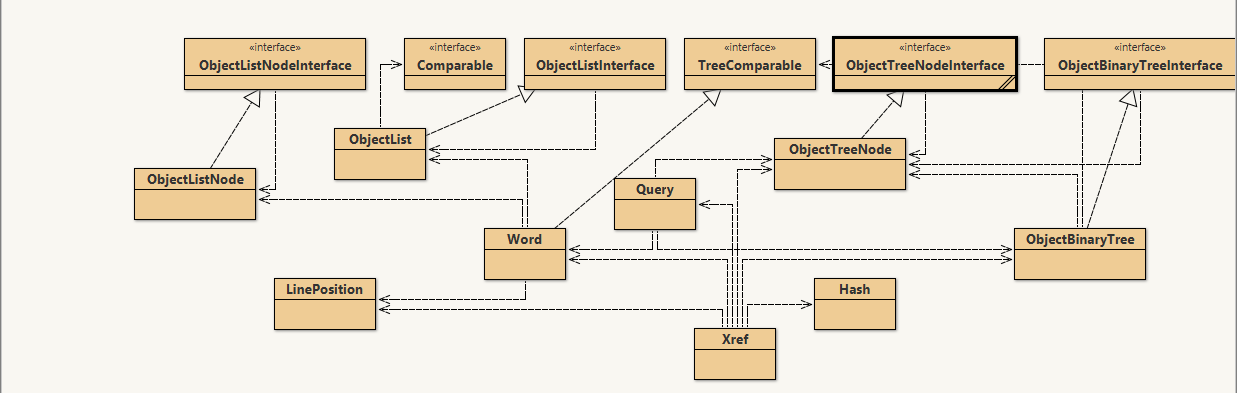 «interface»
ObjectListNodeInterface
«interface»
Comparable
«interface»
ObjectListInterface
«interface»
TreeComparable
«interface»
ObjectTreeNodeInterface
«interface»
ObjectBinaryTreeInterface
ObjectList
ObjectTreeNode
ObjectListNode
Query
Word
ObjectBinaryTree
LinePosition
Hash
Xref